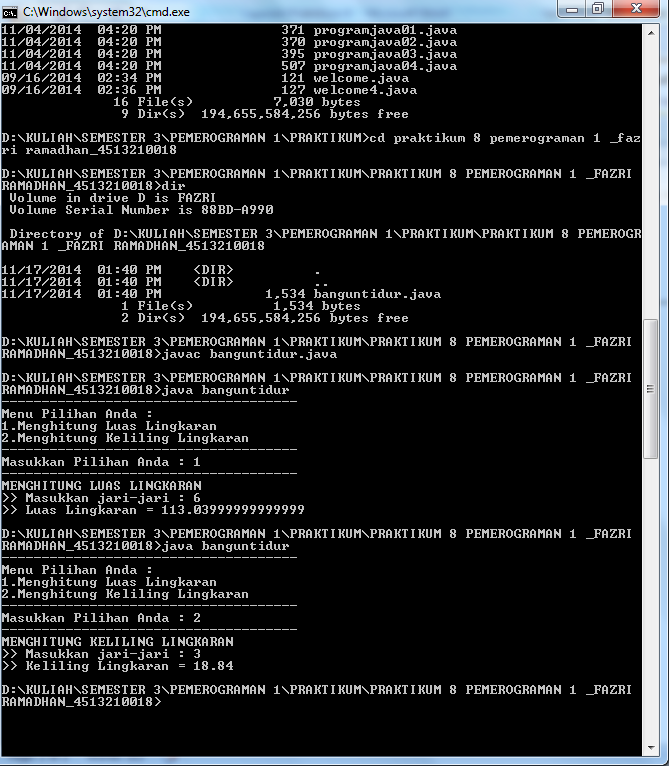 C:\Windows\system32\cmd.exe
11/04/2014  04:20 PM               371 programjava01.java
11/04/2014  04:20 PM               370 programjava02.java
11/04/2014  04:20 PM               395 programjava03.java
11/04/2014  04:20 PM               507 programjava04.java
09/16/2014  02:34 PM               121 welcome.java
09/16/2014  02:36 PM               127 welcome4.java
              16 File(s)          7,030 bytes
               9 Dir(s)  194,655,584,256 bytes free
D:\KULIAH\SEMESTER 3\PEMEROGRAMAN 1\PRAKTIKUM>cd praktikum 8 pemerograman 1 _faz
ri ramadhan_4513210018
D:\KULIAH\SEMESTER 3\PEMEROGRAMAN 1\PRAKTIKUM\PRAKTIKUM 8 PEMEROGRAMAN 1 _FAZRI
RAMADHAN_4513210018>dir
 Volume in drive D is FAZRI
 Volume Serial Number is 88BD-A990
 Directory of D:\KULIAH\SEMESTER 3\PEMEROGRAMAN 1\PRAKTIKUM\PRAKTIKUM 8 PEMEROGR
AMAN 1 _FAZRI RAMADHAN_4513210018
11/17/2014  01:40 PM    <DIR>          .
11/17/2014  01:40 PM    <DIR>          ..
11/17/2014  01:40 PM             1,534 banguntidur.java
               1 File(s)          1,534 bytes
               2 Dir(s)  194,655,584,256 bytes free
D:\KULIAH\SEMESTER 3\PEMEROGRAMAN 1\PRAKTIKUM\PRAKTIKUM 8 PEMEROGRAMAN 1 _FAZRI
RAMADHAN_4513210018>javac banguntidur.java
D:\KULIAH\SEMESTER 3\PEMEROGRAMAN 1\PRAKTIKUM\PRAKTIKUM 8 PEMEROGRAMAN 1 _FAZRI
RAMADHAN_4513210018>java banguntidur
-------------------------------------
Menu Pilihan Anda :
1.Menghitung Luas Lingkaran
2.Menghitung Keliling Lingkaran
-------------------------------------
Masukkan Pilihan Anda : 1
-------------------------------------
MENGHITUNG LUAS LINGKARAN
>> Masukkan jari-jari : 6
>> Luas Lingkaran = 113.03999999999999
D:\KULIAH\SEMESTER 3\PEMEROGRAMAN 1\PRAKTIKUM\PRAKTIKUM 8 PEMEROGRAMAN 1 _FAZRI
RAMADHAN_4513210018>java banguntidur
-------------------------------------
Menu Pilihan Anda :
1.Menghitung Luas Lingkaran
2.Menghitung Keliling Lingkaran
-------------------------------------
Masukkan Pilihan Anda : 2
-------------------------------------
MENGHITUNG KELILING LINGKARAN
>> Masukkan jari-jari : 3
>> Keliling Lingkaran = 18.84
D:\KULIAH\SEMESTER 3\PEMEROGRAMAN 1\PRAKTIKUM\PRAKTIKUM 8 PEMEROGRAMAN 1 _FAZRI
RAMADHAN_4513210018>